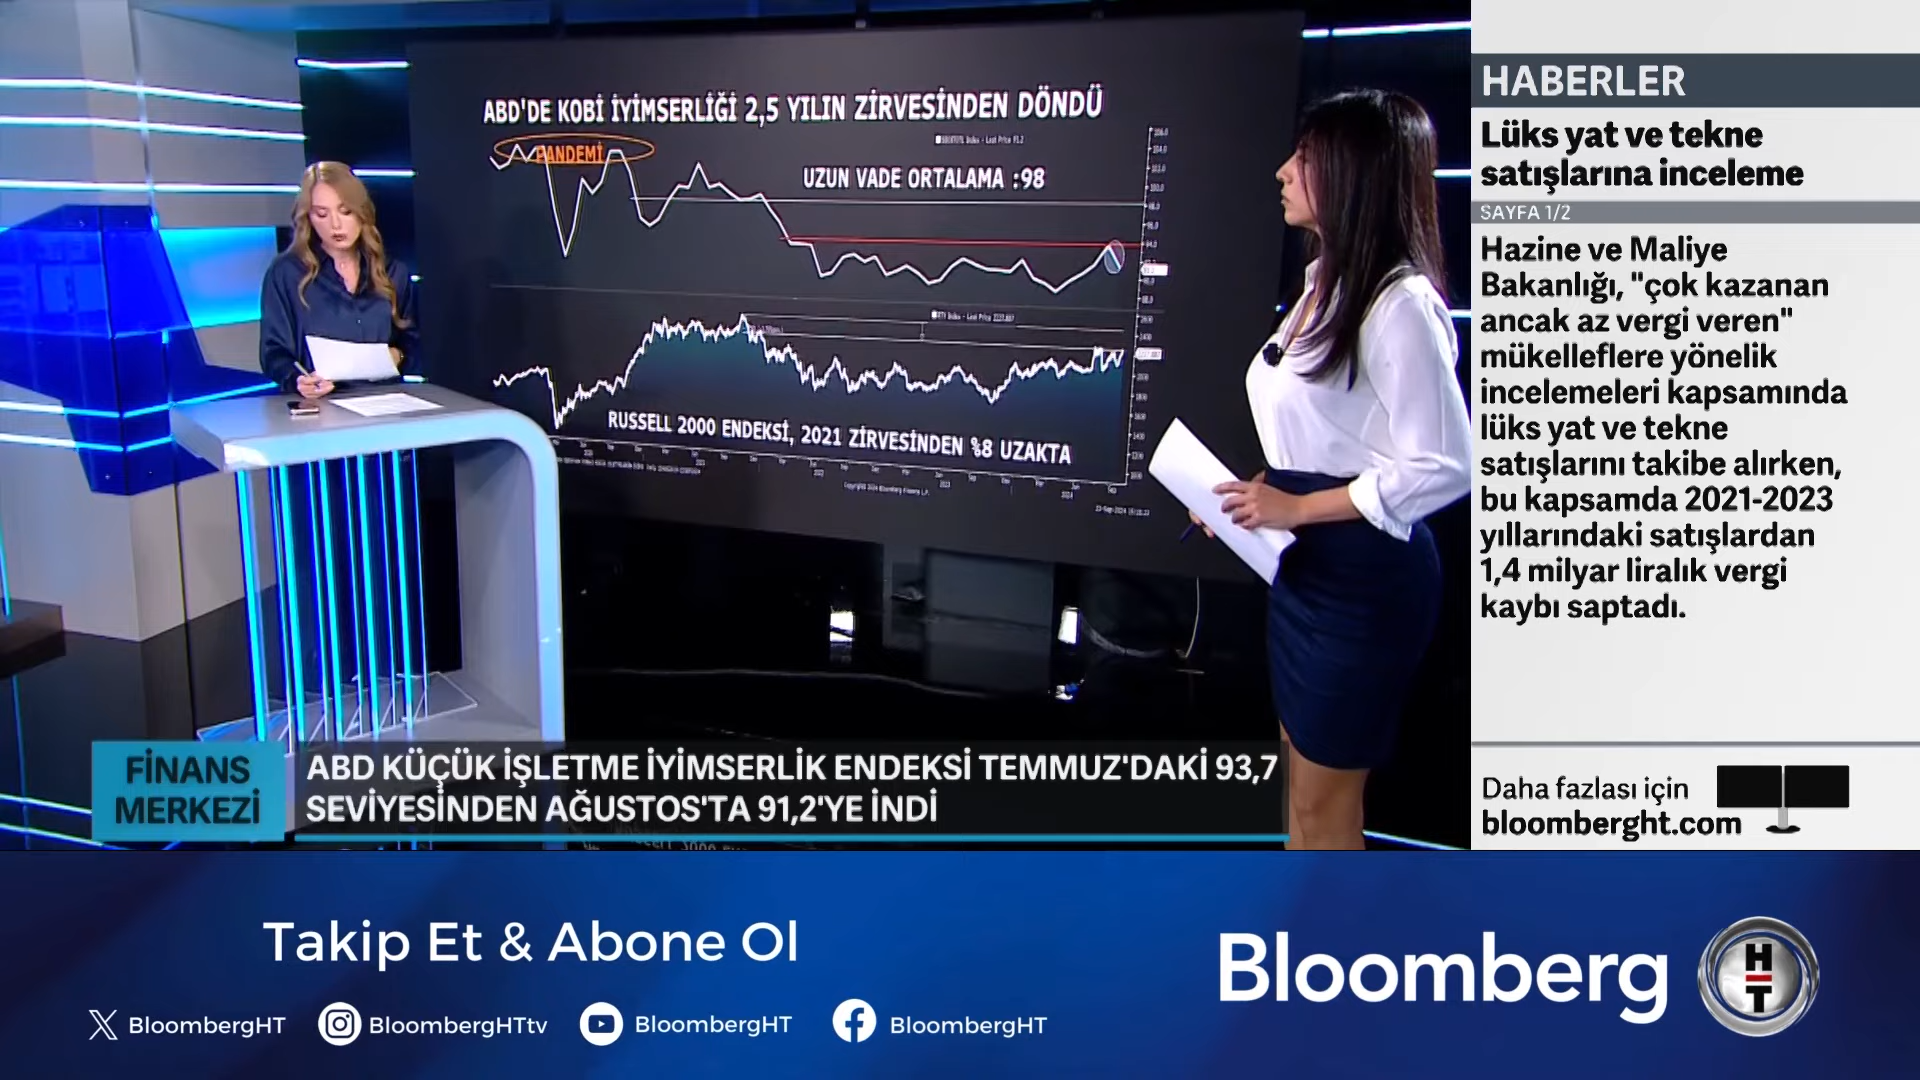 ABD'DE KOBİ İYİMSERLİĞİ 2,5 YILIN ZİRVESİNDEN DÖNDÜ
PANDEMİ
UZUN VADE ORTALAMA :98
RUSSELL 2000 ENDEKSİ, 2021 ZİRVESİNDEN %8 UZAKTA
FİNANS
MERKEZİ
ABD KÜÇÜK İŞLETME İYİMSERLİK ENDEKSİ TEMMUZ'DAKİ 93,7
SEVİYESİNDEN AĞUSTOS'TA 91,2'YE İNDİ
HABERLER
Lüks yat ve tekne
satışlarına inceleme
SAYFA 1/2
Hazine ve Maliye
Bakanlığı, "çok kazanan
ancak az vergi veren"
mükelleflere yönelik
incelemeleri kapsamında
lüks yat ve tekne
satışlarını takibe alırken,
bu kapsamda 2021-2023
yıllarındaki satışlardan
1,4 milyar liralık vergi
kaybı saptadı.
Daha fazlası için
bloomberght.com
Takip Et & Abone Ol
BloombergHT
BloombergHTtv
BloombergHT
BloombergHT
Bloomberg HT